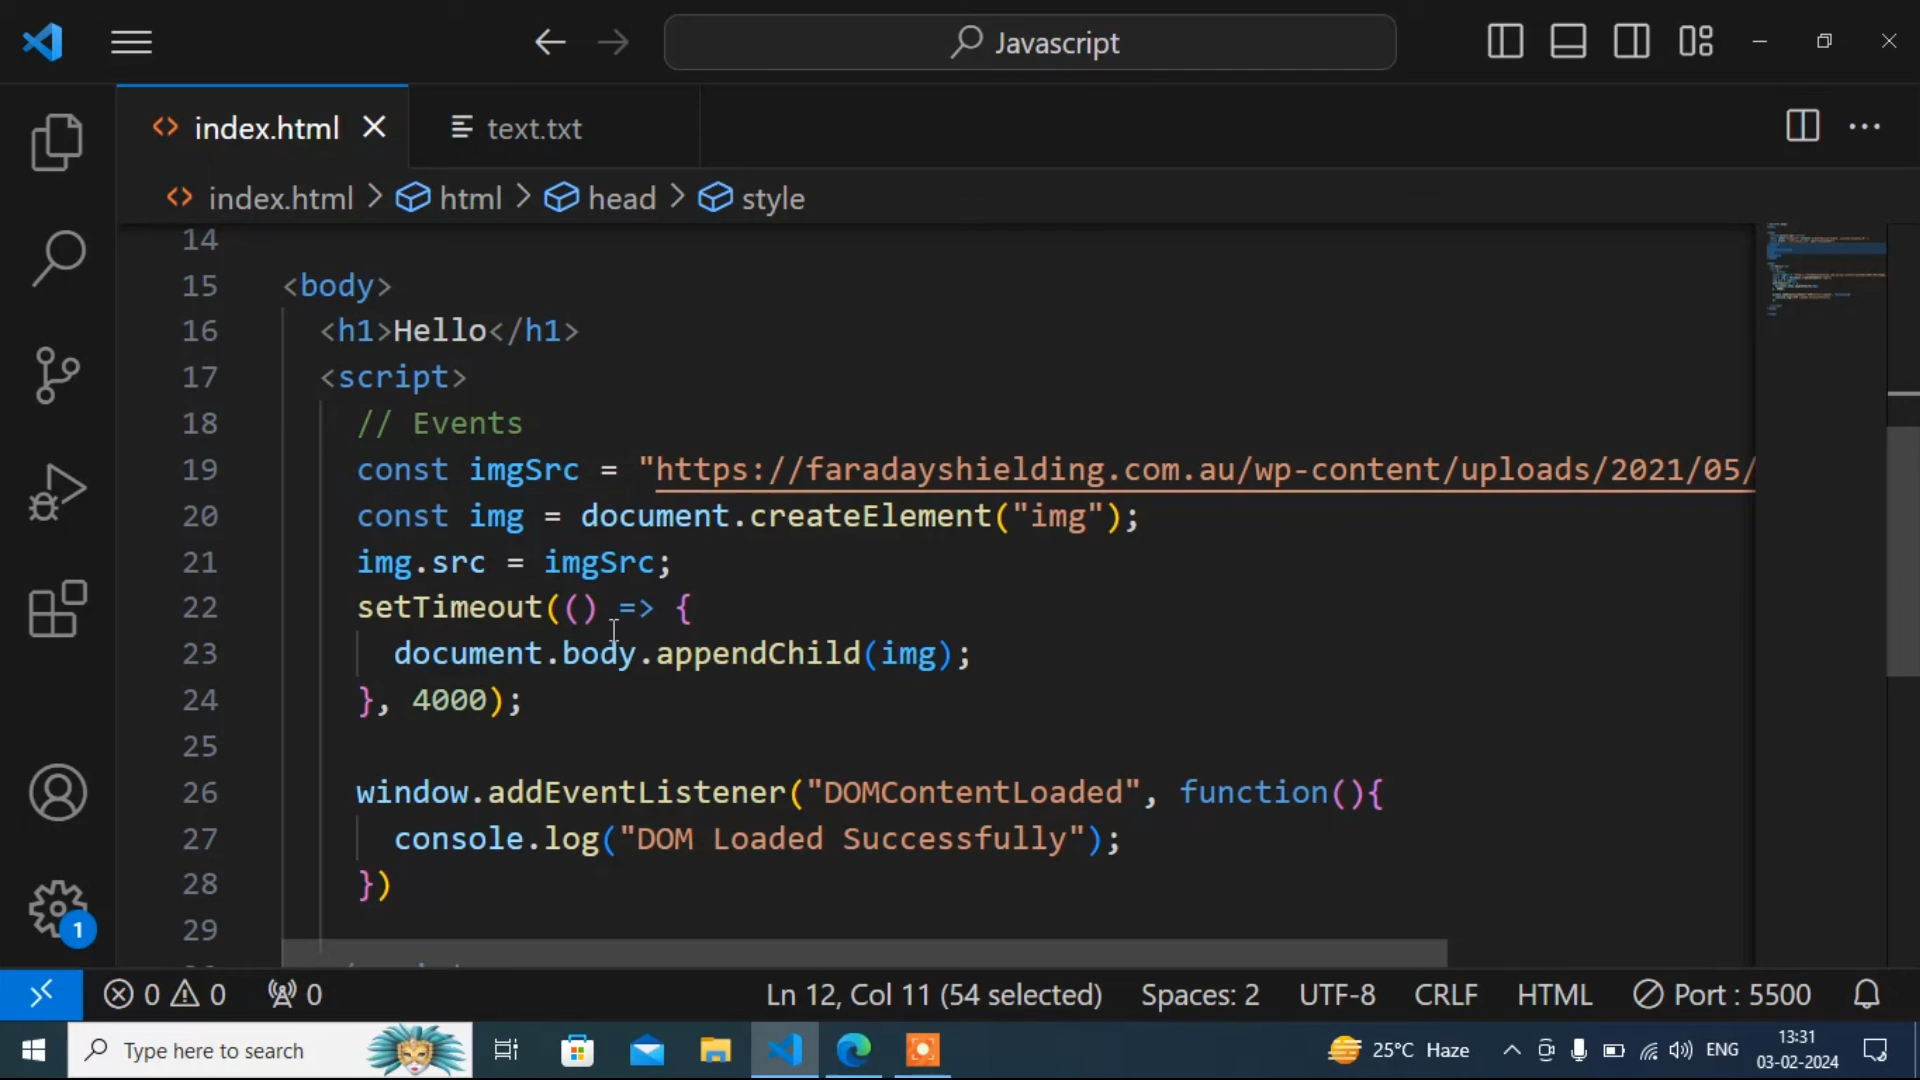 Javascript
index.html
text.txt
index.html > html > head > style
14
15 <body>
16 <h1>Hello</h1>
17 <script>
18 // Events
19 const imgSrc = "https://faradayshielding.com.au/wp-content/uploads/2021/05/
20 const img = document.createElement("img");
21 img.src = imgSrc;
22 setTimeout(() => {
23 document.body.appendChild(img);
24 }, 4000);
25
26 window.addEventListener("DOMContentLoaded", function(){
27 console.log("DOM Loaded Successfully");
28 })
29
1
0 0 0 Ln 12, Col 11 (54 selected) Spaces: 2 UTF-8 CRLF HTML Port : 5500
Type here to search 25°C Haze ENG 13:31
03-02-2024